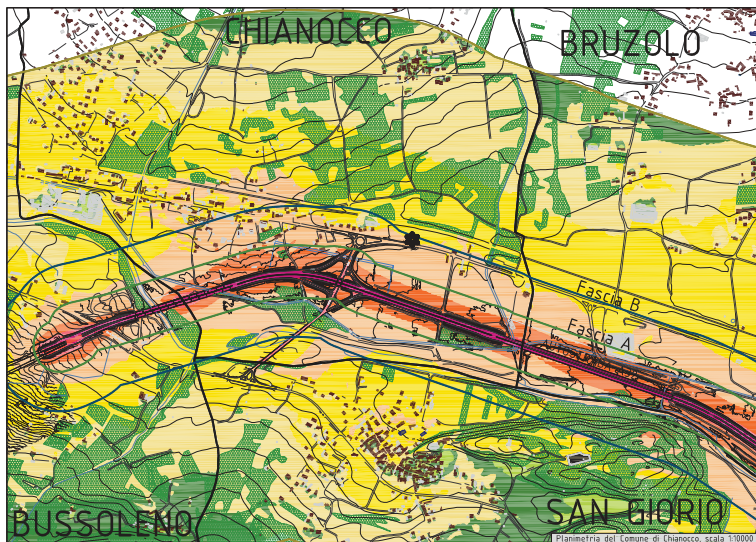 CHIANOCCO
BRUZOLO
Fascia B
Fascia A
BUSSOLENO
SAN GIORIO
Planimetria del Comune di Chianocco, scala 1:10000